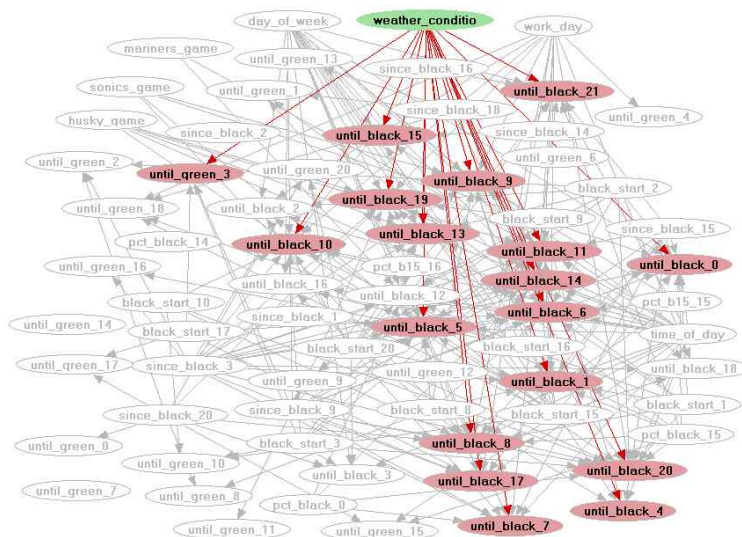 day_of_week
weather_conditio
work_day
mariners_game
until_green_13
since_black_16
sonics_game
until_green_1
until_black_21
husky_game
since_black_18
until_green_4
since_black_2
until_black_15
since_black_14
until_green_2
until_green_3
until_green_20
until_green_6
until_black_9
black_start_2
until_green_18
until_black_2
until_black_19
black_start_9
since_black_15
pct_black_14
until_black_10
until_black_13
until_black_11
until_black_0
until_green_16
pct_b15_16
until_black_16
until_black_14
black_start_10
until_black_12
pct_b15_15
until_green_14
black_start_17
since_black_1
until_black_5
until_black_6
time_of_day
until_green_17
since_black_3
black_start_20
black_start_16
until_green_9
until_green_12
until_black_1
until_black_18
since_black_20
since_black_9
black_start_8
black_start_15
black_start_1
until_green_0
until_green_10
black_start_3
until_black_8
pct_black_15
until_green_7
until_green_8
until_black_3
until_black_17
until_black_20
pct_black_0
until_black_4
until_green_11
until_green_15
until_black_7